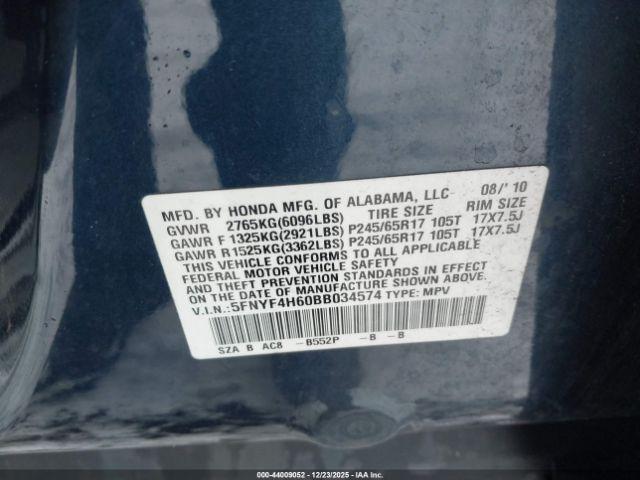 MFD. BY HONDA MFG. OF ALABAMA, LLC 08/'10
GVWR 2765KG(6096LBS) TIRE SIZE RIM SIZE
GAWR F 1325KG(2921LBS) P245/65R17 105T 17X7.5J
GAWR R 1525KG(3362LBS) P245/65R17 105T 17X7.5J
THIS VEHICLE CONFORMS TO ALL APPLICABLE
FEDERAL MOTOR VEHICLE SAFETY AND
THEFT PREVENTION STANDARDS IN EFFECT
ON THE DATE OF MANUFACTURE SHOWN ABOVE.
V.I.N.: 5FNYF4H60BB034574 TYPE: MPV
SZA B AC8 -B552P -B -B
000-44009052 - 12/23/2025 - IAAI.COM